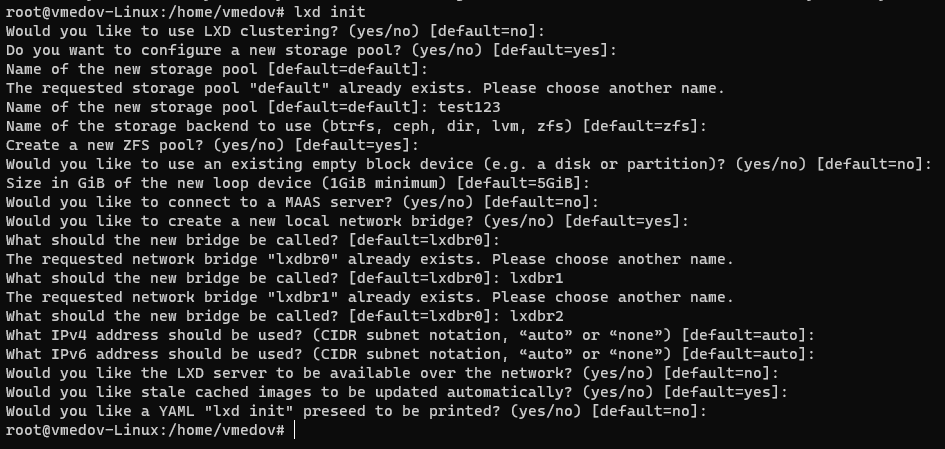 root@vmedov-Linux:/home/vmedov# lxd init
Would you like to use LXD clustering? (yes/no) [default=no]:
Do you want to configure a new storage pool? (yes/no) [default=yes]:
Name of the new storage pool [default=default]:
The requested storage pool "default" already exists. Please choose another name.
Name of the new storage pool [default=default]: test123
Name of the storage backend to use (btrfs, ceph, dir, lvm, zfs) [default=zfs]:
Create a new ZFS pool? (yes/no) [default=yes]:
Would you like to use an existing empty block device (e.g. a disk or partition)? (yes/no) [default=no]:
Size in GiB of the new loop device (1GiB minimum) [default=5GiB]:
Would you like to connect to a MAAS server? (yes/no) [default=no]:
Would you like to create a new local network bridge? (yes/no) [default=yes]:
What should the new bridge be called? [default=lxdbr0]:
The requested network bridge "lxdbr0" already exists. Please choose another name.
What should the new bridge be called? [default=lxdbr0]: lxdbr1
The requested network bridge "lxdbr1" already exists. Please choose another name.
What should the new bridge be called? [default=lxdbr0]: lxdbr2
What IPv4 address should be used? (CIDR subnet notation, “auto” or “none”) [default=auto]:
What IPv6 address should be used? (CIDR subnet notation, “auto” or “none”) [default=auto]:
Would you like the LXD server to be available over the network? (yes/no) [default=no]:
Would you like stale cached images to be updated automatically? (yes/no) [default=yes]:
Would you like a YAML "lxd init" preseed to be printed? (yes/no) [default=no]:
root@vmedov-Linux:/home/vmedov#